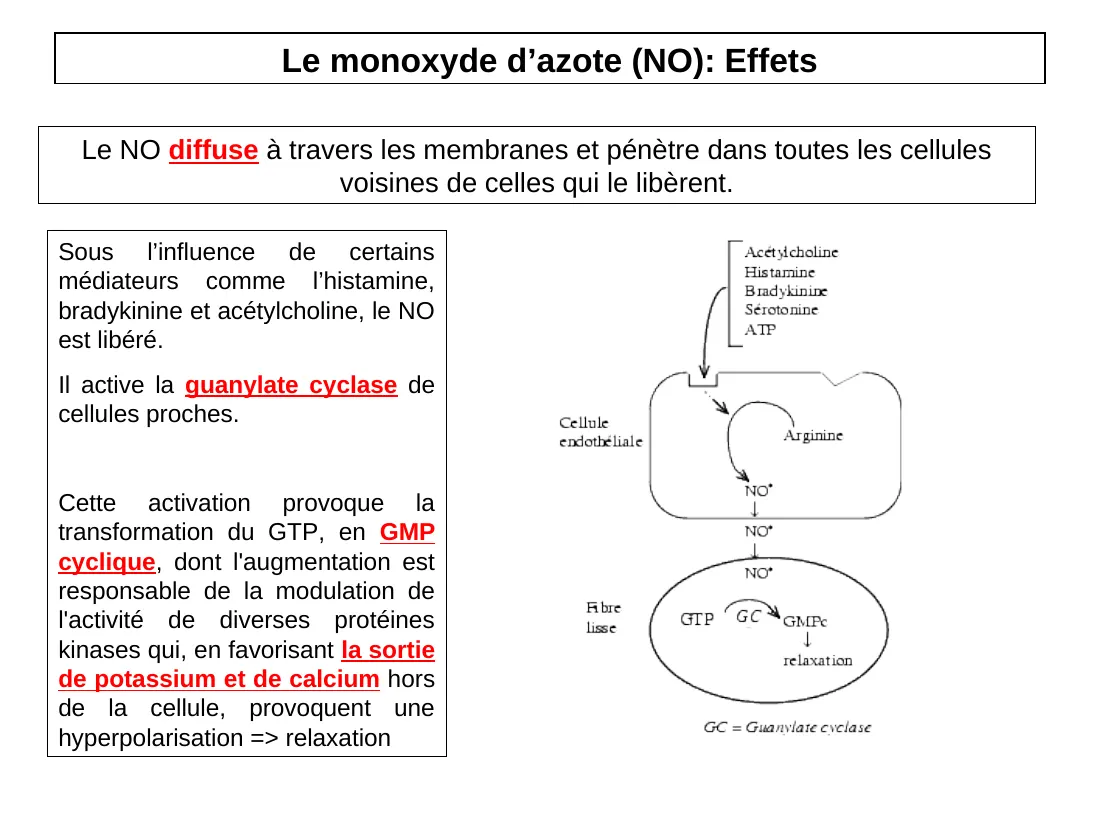 Le monoxyde d’azote (NO): Effets
Le NO diffuse à travers les membranes et pénètre dans toutes les cellules
voisines de celles qui le libèrent.
Sous l’influence de certains
médiateurs comme l’histamine,
bradykinine et acétylcholine, le NO
est libéré.
Il active la guanylate cyclase de
cellules proches.
Cette activation provoque la
transformation du GTP, en GMP
cyclique, dont l'augmentation est
responsable de la modulation de
l'activité de diverses protéines
kinases qui, en favorisant la sortie
de potassium et de calcium hors
de la cellule, provoquent une
hyperpolarisation => relaxation
Acétylcholine
Histamine
Bradykinine
Sérotonine
ATP
Cellule
endothéliale
Arginine
NO•
NO•
NO•
Fibre
lisse
GTP GC GMPc
relaxation
GC = Guanylate cyclase